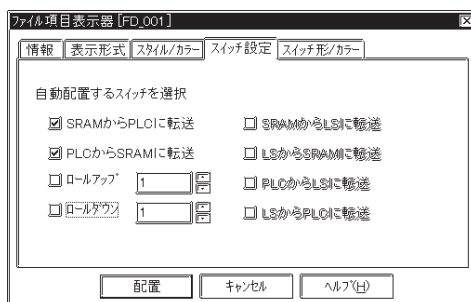 ファイル項目表示器 [FD_001]
情報 表示形式 スタイル/カラー スイッチ設定 スイッチ形/カラー
自動配置するスイッチを選択
SRAMからPLCに転送 SRAMからLSに転送
PLCからSRAMに転送 LSからSRAMに転送
ロールアップ 1 PLCからLSに転送
ロールダウン 1 LSからPLCに転送
配置 キャンセル ヘルプ(H)